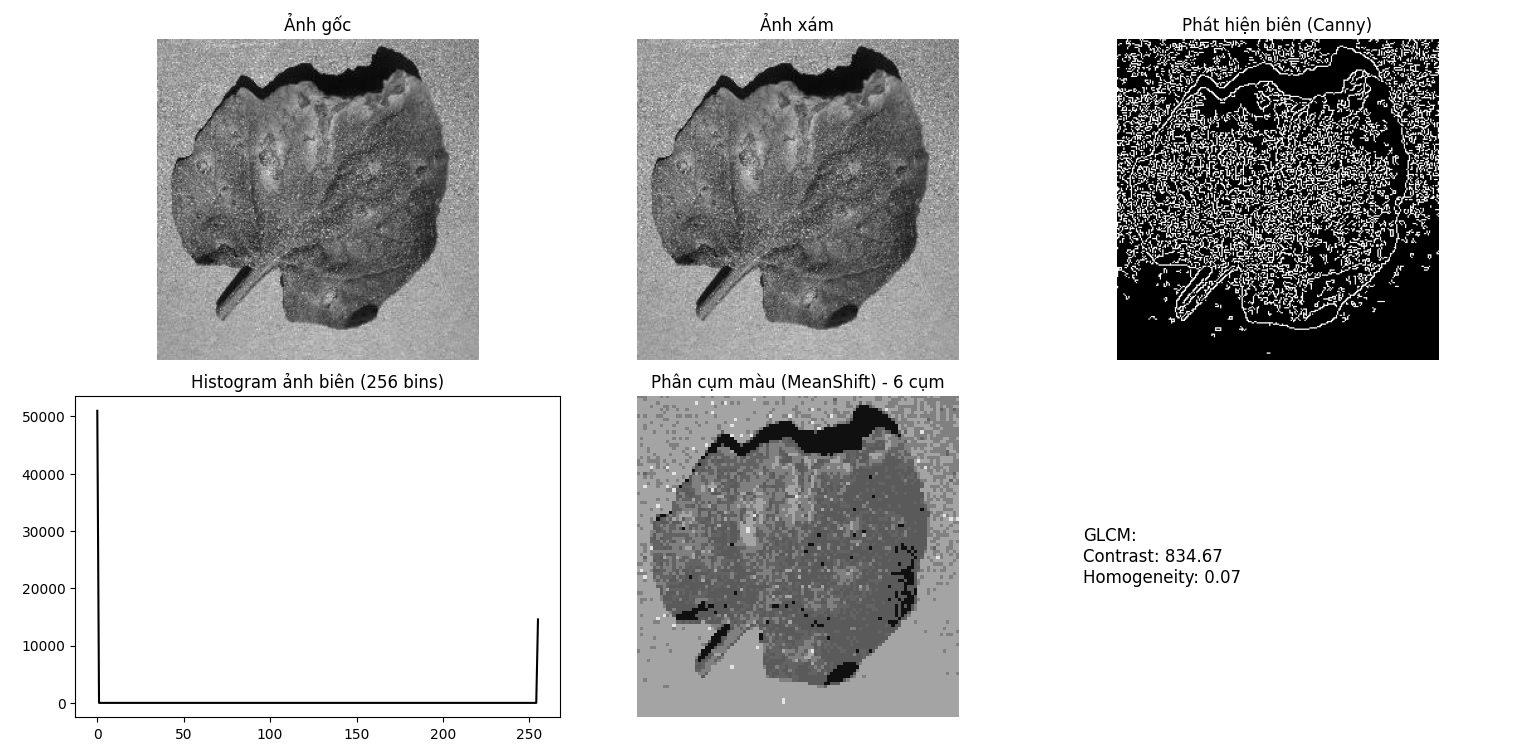 Ảnh gốc
Ảnh xám
Phát hiện biên (Canny)
Histogram ảnh biên (256 bins)
50000
40000
30000
20000
10000
0
0 50 100 150 200 250
Phân cụm màu (MeanShift) - 6 cụm
GLCM:
Contrast: 834.67
Homogeneity: 0.07